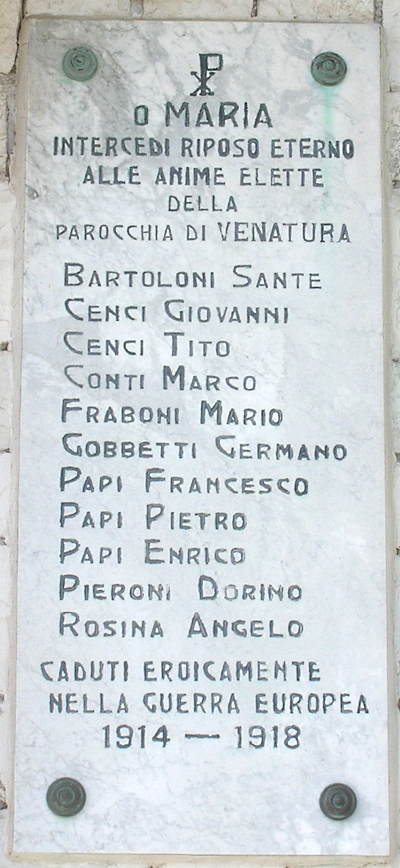 ☧
O MARIA
INTERCEDI RIPOSO ETERNO
ALLE ANIME ELETTE
DELLA
PAROCCHIA DI VENATURA
BARTOLONI SANTE
CENCI GIOVANNI
CENCI TITO
CONTI MARCO
FRABONI MARIO
GOBBETTI GERMANO
PAPI FRANCESCO
PAPI PIETRO
PAPI ENRICO
PIERONI DORINO
ROSINA ANGELO
CADUTI EROICAMENTE
NELLA GUERRA EUROPEA
1914 — 1918